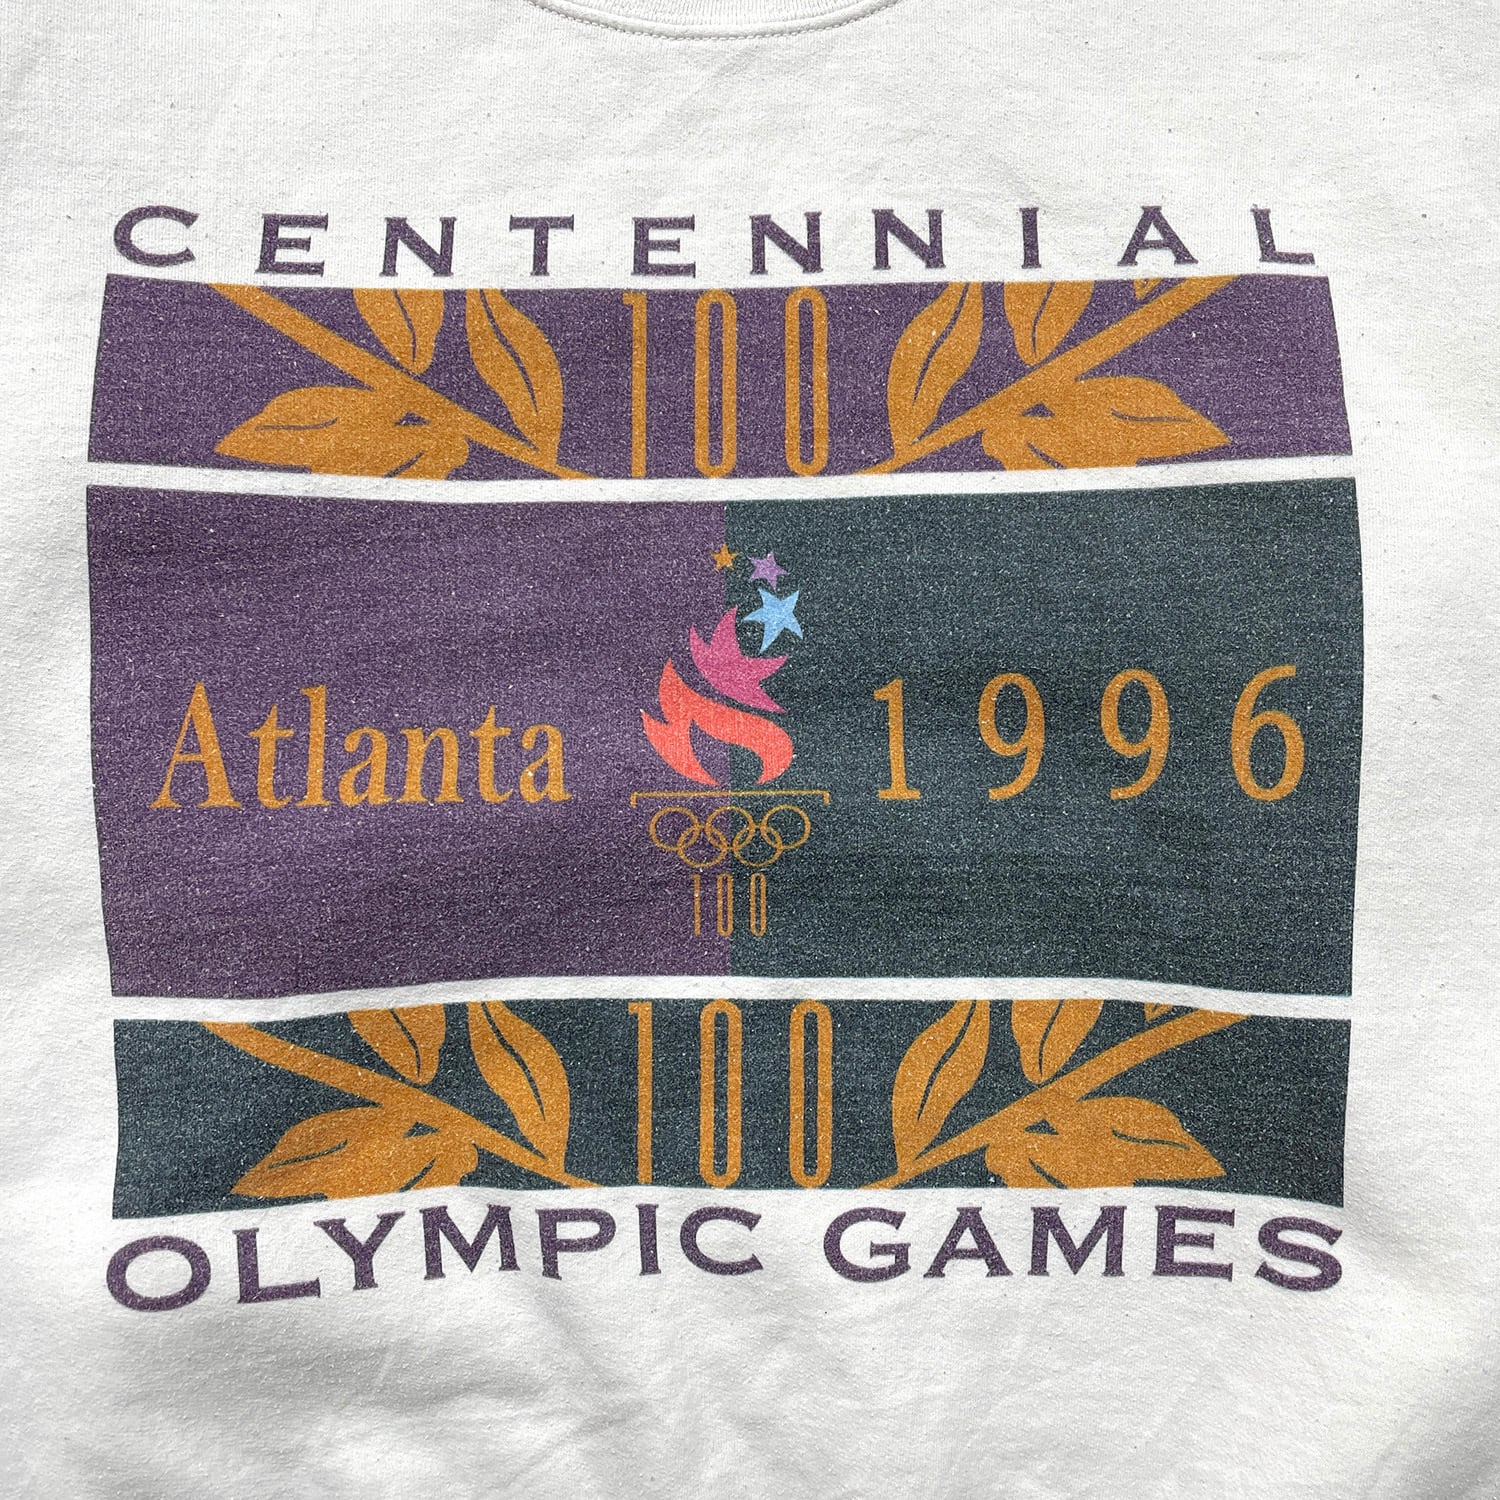 CENTENNIAL
100
Atlanta 1996
100
100
OLYMPIC GAMES